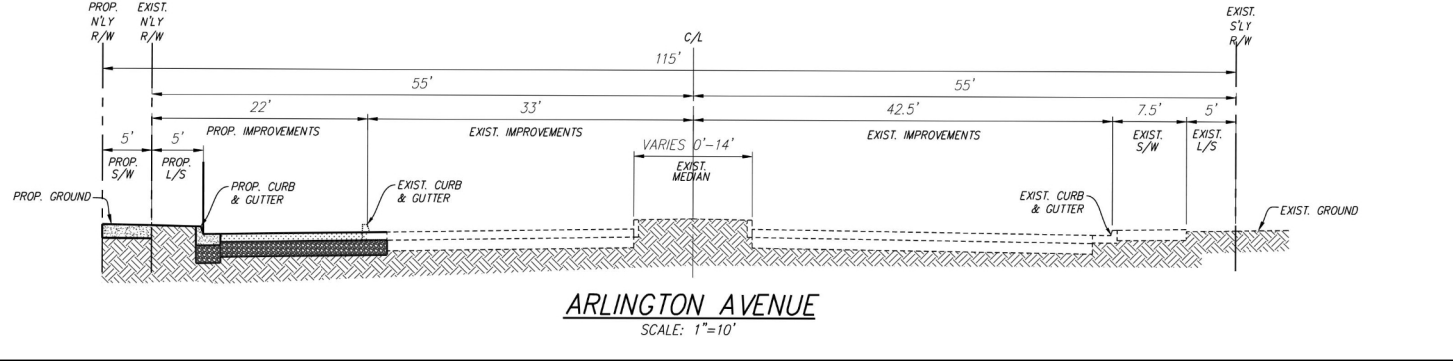 PROP.
N'LY
R/W
EXIST.
N'LY
R/W
C/L
EXIST.
S'LY
R/W
115'
55'
55'
22'
33'
42.5'
7.5'
5'
PROP. IMPROVEMENTS
EXIST. IMPROVEMENTS
EXIST. IMPROVEMENTS
EXIST.
S/W
EXIST.
L/S
5'
5'
PROP.
S/W
PROP.
L/S
VARIES 0'-14'
EXIST.
MEDIAN
PROP. GROUND
PROP. CURB
& GUTTER
EXIST. CURB
& GUTTER
EXIST. CURB
& GUTTER
EXIST. GROUND
ARLINGTON AVENUE
SCALE: 1"=10'